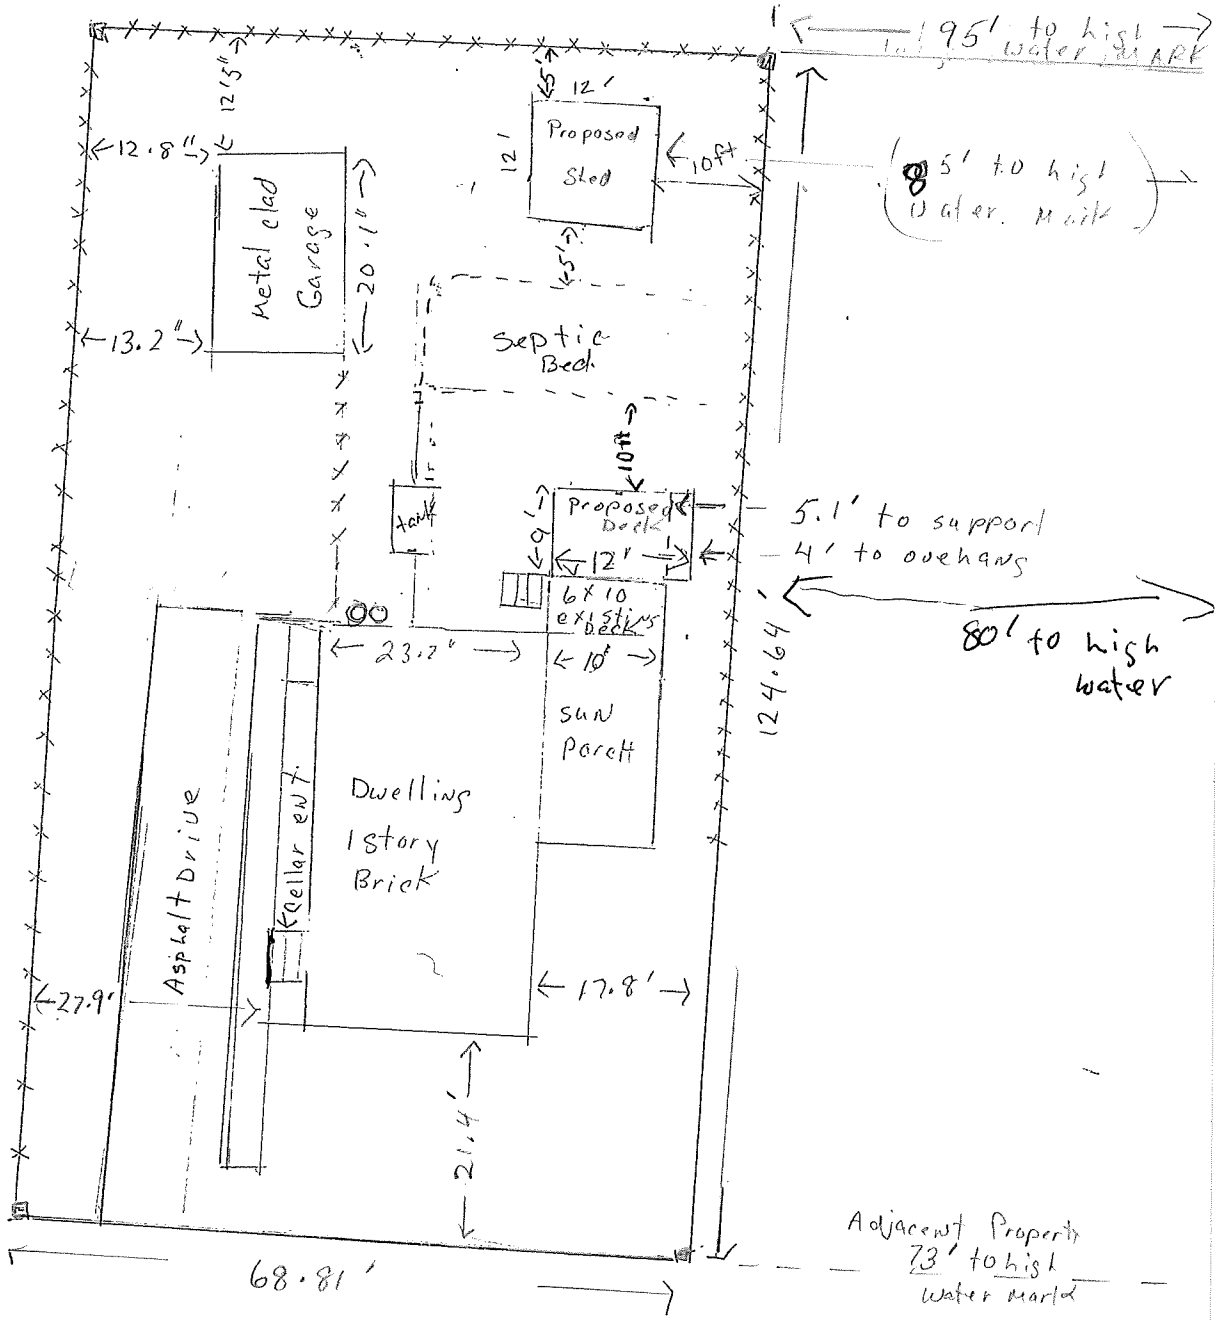 195' to high
water MARK
12'5"
5'
12'
12.8"
12'
Proposed
Shed
10ft
85' to high
Water. Mark
Metal clad
Garage
20.1"
5'
13.2"
Septic
Bed
10ft
tank
9'
Proposed
Deck
5.1' to support
12'
4' to ovehang
6 x 10
existing
Deck
80' to high
water
23.2"
10'
124.64'
sun
Porch
Asphalt Drive
Cellar ent.
Dwelling
1 story
Brick
27.9'
17.8'
21.4'
68.81'
Adjacent Property
73' to high
water mark